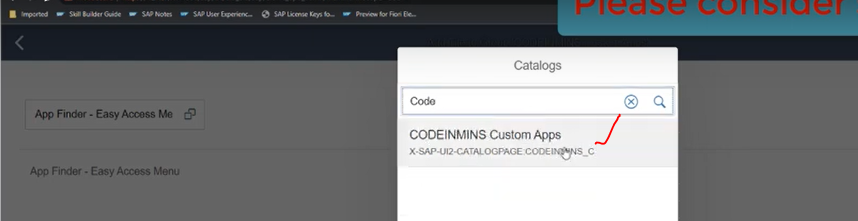 Please consider
Imported Skill Builder Guide SAP Notes SAP User Experienc... SAP License Keys fo... Preview for Fiori Ele...
Catalogs
Code
App Finder - Easy Access Me
CODEINMINS Custom Apps
X-SAP-UI2-CATALOGPAGE:CODEINMINS_C
App Finder - Easy Access Menu